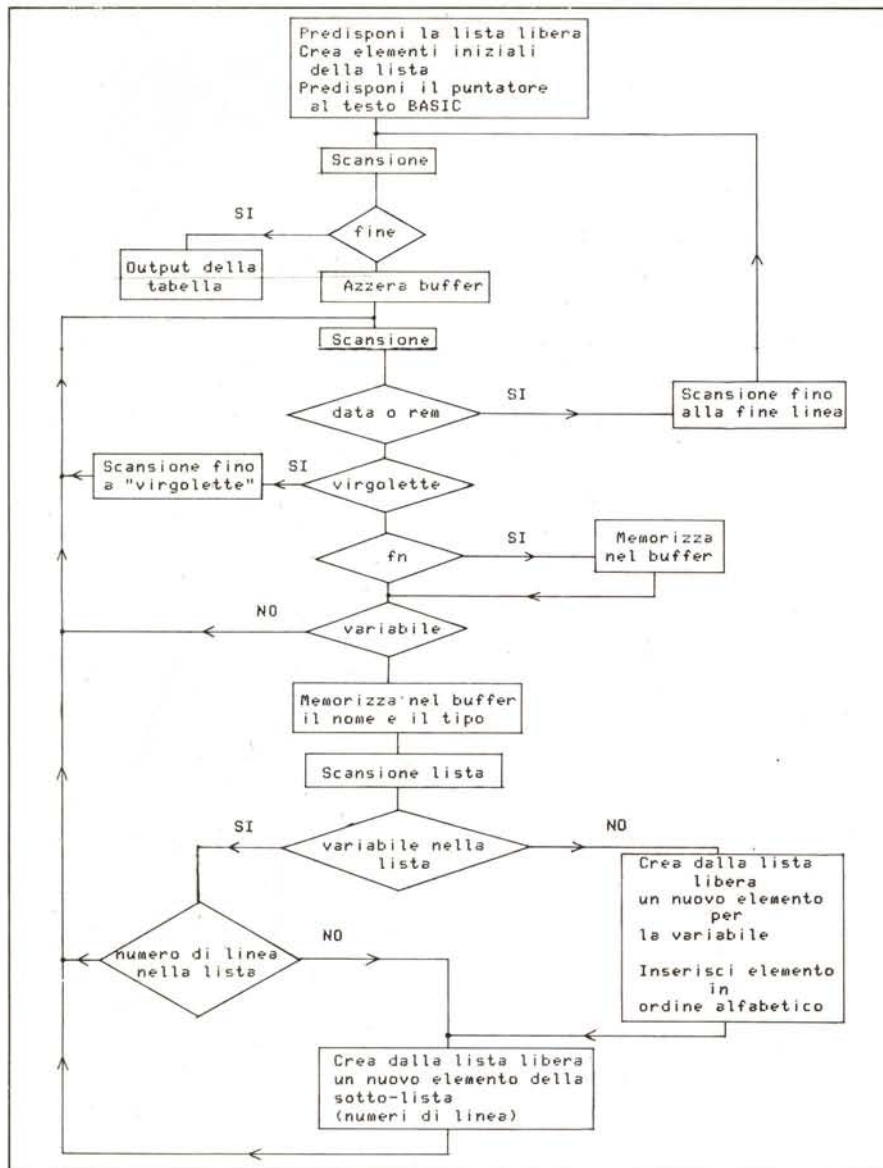 Predisponi la lista libera
Crea elementi iniziali
della lista
Predisponi il puntatore
al testo BASIC
Scansione
SI
fine
Output della
tabella
Azzera buffer
Scansione
data o rem
SI
Scansione fino
alla fine linea
Scansione fino
a "virgolette"
SI
virgolette
fn
SI
Memorizza
nel buffer
NO
variabile
Memorizza nel buffer
il nome e il tipo
Scansione lista
SI
variabile nella
lista
NO
Crea dalla lista
libera
un nuovo elemento
per
la variabile
Inserisci elemento
in
ordine alfabetico
numero di linea
nella lista
NO
Crea dalla lista libera
un nuovo elemento della
sotto-lista
(numeri di linea)